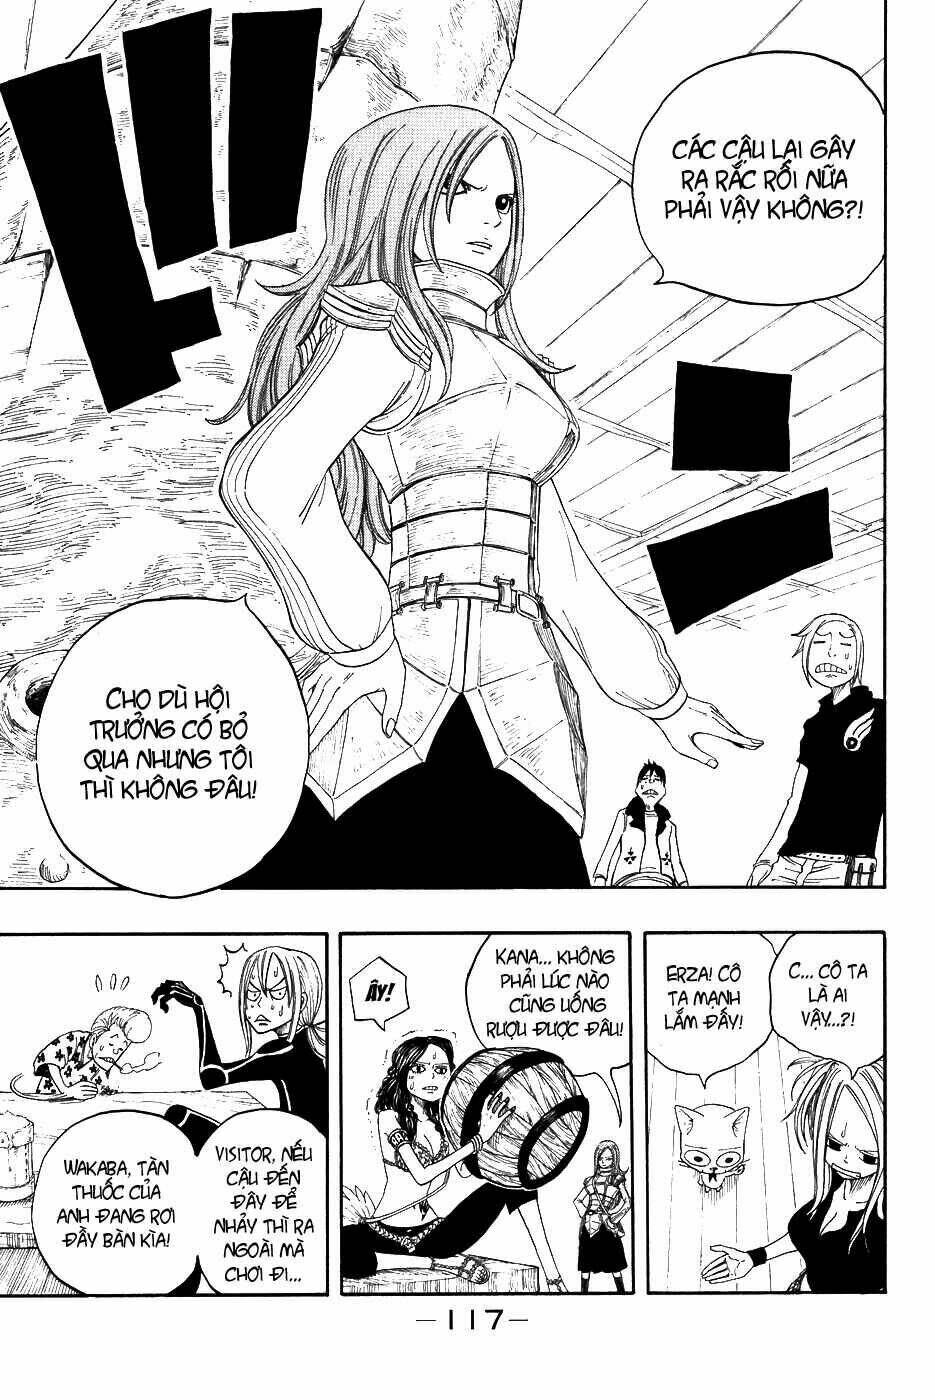 CÁC CẬU LẠI GÂY
RA RẮC RỐI NỮA
PHẢI VẬY KHÔNG?!
CHO DÙ HỘI
TRƯỞNG CÓ BỎ
QUA NHƯNG TÔI
THÌ KHÔNG ĐÂU!
C... CÔ TA
LÀ AI
VẬY...?!
ERZA! CÔ
TA MẠNH
LẮM ĐẤY!
KANA... KHÔNG
PHẢI LÚC NÀO
CŨNG UỐNG
RƯỢU ĐƯỢC ĐÂU!
ÂY!
VISITOR, NẾU
CẬU ĐẾN
ĐÂY ĐỂ
NHẢY THÌ RA
NGOÀI MÀ
CHƠI ĐI...
WAKABA, TÀN
THUỐC CỦA
ANH ĐANG RƠI
ĐẦY BÀN KÌA!
-117-